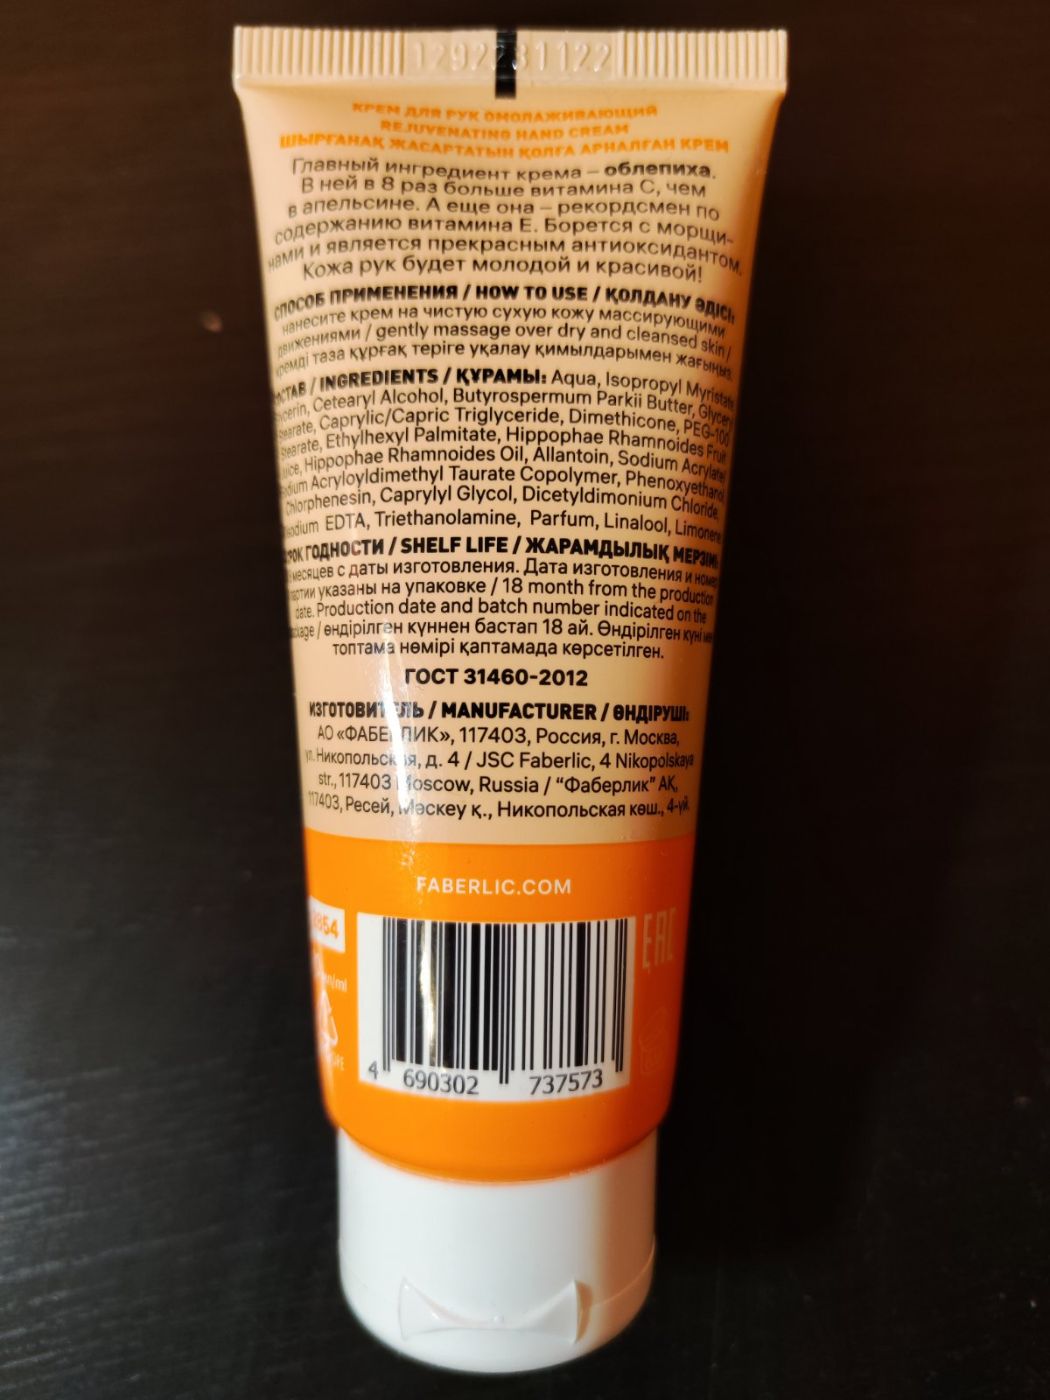 1292281122
КРЕМ ДЛЯ РУК ОМОЛАЖИВАЮЩИЙ
REJUVENATING HAND CREAM
ШЫРҒАНАҚ ЖАСАРТАТЫН ҚОЛҒА АРНАЛҒАН КРЕМ
Главный ингредиент крема – облепиха.
В ней в 8 раз больше витамина С, чем
в апельсине. А еще она – рекордсмен по
содержанию витамина Е. Борется с морщи-
нами и является прекрасным антиоксидантом.
Кожа рук будет молодой и красивой!
СПОСОБ ПРИМЕНЕНИЯ / HOW TO USE / ҚОЛДАНУ ӘДІСІ:
нанесите крем на чистую сухую кожу массирующими
движениями / gently massage over dry and cleansed skin /
кремді таза құрғақ теріге уқалау қимылдарымен жағыңыз.
/ INGREDIENTS / ҚҰРАМЫ: Aqua, Isopropyl Myristate,
Cetearyl Alcohol, Butyrospermum Parkii Butter, Glyceryl
Stearate, Caprylic/Capric Triglyceride, Dimethicone, PEG-100
Stearate, Ethylhexyl Palmitate, Hippophae Rhamnoides Fruit
Juice, Hippophae Rhamnoides Oil, Allantoin, Sodium Acrylate/
Sodium Acryloyldimethyl Taurate Copolymer, Phenoxyethanol,
Chlorphenesin, Caprylyl Glycol, Dicetyldimonium Chloride,
EDTA, Triethanolamine, Parfum, Linalool, Limonene
СРОК ГОДНОСТИ / SHELF LIFE / ЖАРАМДЫЛЫҚ МЕРЗІМІ:
месяцев с даты изготовления. Дата изготовления и номер
партии указаны на упаковке / 18 month from the production
date. Production date and batch number indicated on the
package / өндірілген күннен бастап 18 ай. Өндірілген күні мен
топтама нөмірі қаптамада көрсетілген.
ГОСТ 31460-2012
ИЗГОТОВИТЕЛЬ / MANUFACTURER / ӨНДІРУШІ:
АО «ФАБЕРЛИК», 117403, Россия, г. Москва,
ул. Никопольская, д. 4 / JSC Faberlic, 4 Nikopolskaya
str., 117403 Moscow, Russia / "Фаберлик" АҚ,
117403, Ресей, Мәскеу қ., Никопольская көш., 4-үй.
FABERLIC.COM
EAC
мл/ml
4 690302 737573